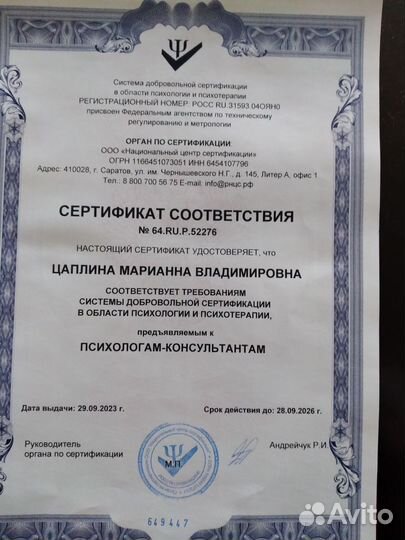 Система добровольной сертификации
в области психологии и психотерапии
РЕГИСТРАЦИОННЫЙ НОМЕР: РОСС RU.31593.04ОЯН0
присвоен Федеральным агентством по техническому
регулированию и метрологии
ОРГАН ПО СЕРТИФИКАЦИИ:
ООО «Национальный центр сертификации»
ОГРН 1166451073051 ИНН 6454107796
Адрес: 410028, г. Саратов, ул. им. Чернышевского Н.Г., д. 145, Литер А, офис 1
Тел.: 8 800 700 56 75 E-mail: info@рнцс.рф
СЕРТИФИКАТ СООТВЕТСТВИЯ
№ 64.RU.P.52276
НАСТОЯЩИЙ СЕРТИФИКАТ УДОСТОВЕРЯЕТ, что
ЦАПЛИНА МАРИАННА ВЛАДИМИРОВНА
СООТВЕТСТВУЕТ ТРЕБОВАНИЯМ
СИСТЕМЫ ДОБРОВОЛЬНОЙ СЕРТИФИКАЦИИ
В ОБЛАСТИ ПСИХОЛОГИИ И ПСИХОТЕРАПИИ,
предъявляемым к
ПСИХОЛОГАМ-КОНСУЛЬТАНТАМ
Дата выдачи: 29.09.2023 г.
Срок действия до: 28.09.2026 г.
Руководитель
органа по сертификации
М.П.
Андрейчук Р.И.
649447
Avito